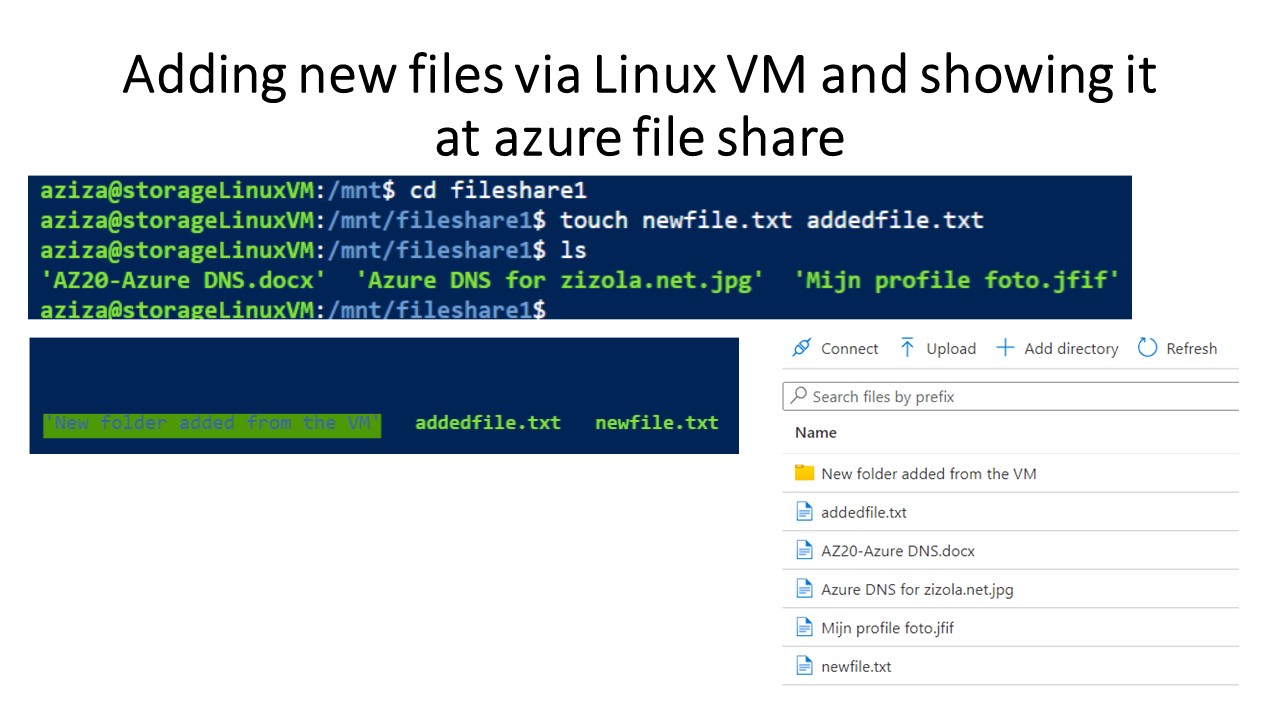 Adding new files via Linux VM and showing it
at azure file share
aziza@storageLinuxVM:/mnt$ cd fileshare1
aziza@storageLinuxVM:/mnt/fileshare1$ touch newfile.txt addedfile.txt
aziza@storageLinuxVM:/mnt/fileshare1$ ls
'AZ20-Azure DNS.docx'  'Azure DNS for zizola.net.jpg'  'Mijn profile foto.jfif'
aziza@storageLinuxVM:/mnt/fileshare1$
'New folder added from the VM'  addedfile.txt  newfile.txt
Connect  Upload  Add directory  Refresh
Search files by prefix
Name
New folder added from the VM
addedfile.txt
AZ20-Azure DNS.docx
Azure DNS for zizola.net.jpg
Mijn profile foto.jfif
newfile.txt